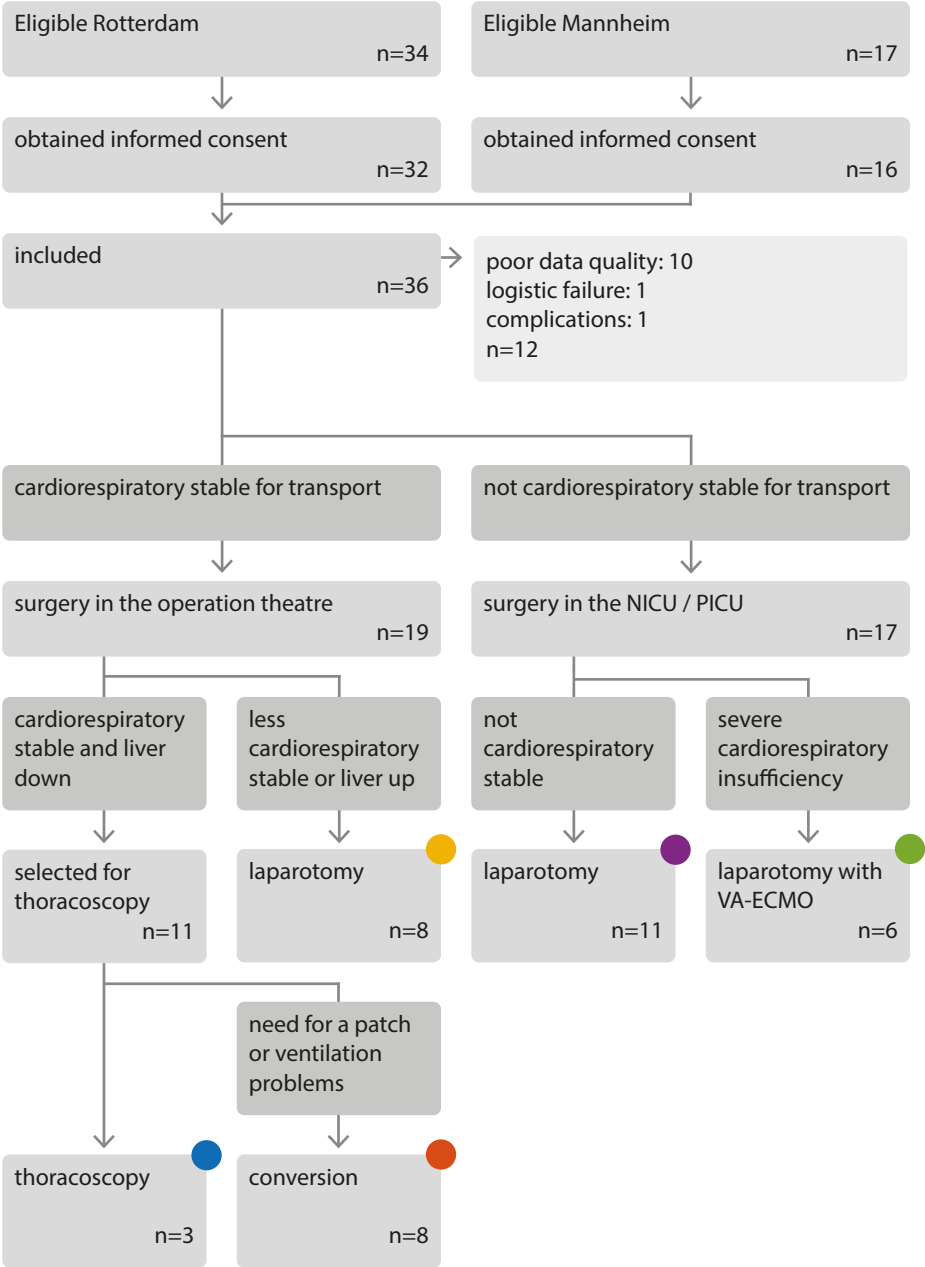 Eligible Rotterdam
n=34
Eligible Mannheim
n=17
obtained informed consent
n=32
obtained informed consent
n=16
included
n=36
poor data quality: 10
logistic failure: 1
complications: 1
n=12
cardiorespiratory stable for transport
not cardiorespiratory stable for transport
surgery in the operation theatre
n=19
surgery in the NICU / PICU
n=17
cardiorespiratory
stable and liver
down
less
cardiorespiratory
stable or liver up
not
cardiorespiratory
stable
severe
cardiorespiratory
insufficiency
selected for
thoracoscopy
n=11
laparotomy
n=8
laparotomy
n=11
laparotomy with
VA-ECMO
n=6
need for a patch
or ventilation
problems
thoracoscopy
n=3
conversion
n=8